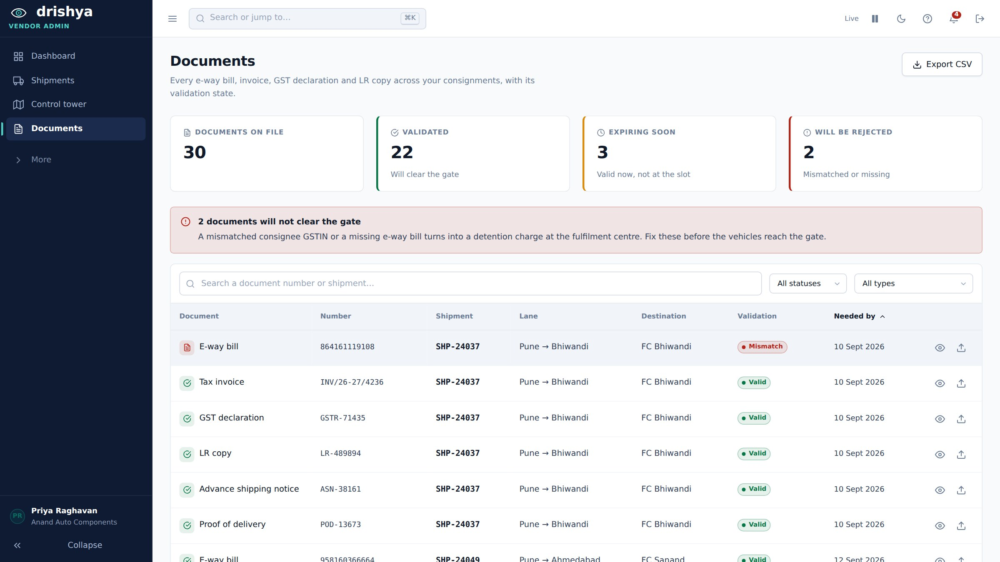 drishya
VENDOR ADMIN
Dashboard
Shipments
Control tower
Documents
More
Priya Raghavan
PR
Anand Auto Components
Collapse
Search or jump to...
⌘K
Live
4
Documents
Export CSV
Every e-way bill, invoice, GST declaration and LR copy across your consignments, with its
validation state.
DOCUMENTS ON FILE
30
VALIDATED
22
Will clear the gate
EXPIRING SOON
3
Valid now, not at the slot
WILL BE REJECTED
2
Mismatched or missing
2 documents will not clear the gate
A mismatched consignee GSTIN or a missing e-way bill turns into a detention charge at the fulfilment centre. Fix these before the vehicles reach the gate.
Search a document number or shipment...
All statuses
All types
Document Number Shipment Lane Destination Validation Needed by
E-way bill 864161119108 SHP-24037 Pune → Bhiwandi FC Bhiwandi Mismatch 10 Sept 2026
Tax invoice INV/26-27/4236 SHP-24037 Pune → Bhiwandi FC Bhiwandi Valid 10 Sept 2026
GST declaration GSTR-71435 SHP-24037 Pune → Bhiwandi FC Bhiwandi Valid 10 Sept 2026
LR copy LR-489894 SHP-24037 Pune → Bhiwandi FC Bhiwandi Valid 10 Sept 2026
Advance shipping notice ASN-38161 SHP-24037 Pune → Bhiwandi FC Bhiwandi Valid 10 Sept 2026
Proof of delivery POD-13673 SHP-24037 Pune → Bhiwandi FC Bhiwandi Valid 10 Sept 2026
E-way bill 958160366664 SHP-24049 Pune → Ahmedabad FC Sanand Valid 12 Sept 2026